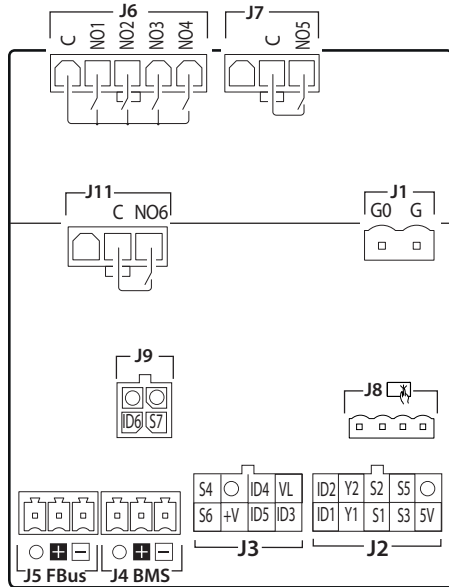 J6
J7
C NO1 NO2 NO3 NO4
C NO5
J11
C NO6
J1
G0 G
J9
ID6 S7
J8
S4 ID4 VL
S6 +V ID5 ID3
J3
ID2 Y2 S2 S5
ID1 Y1 S1 S3 5V
J2
+ −
J5 FBus
+ −
J4 BMS